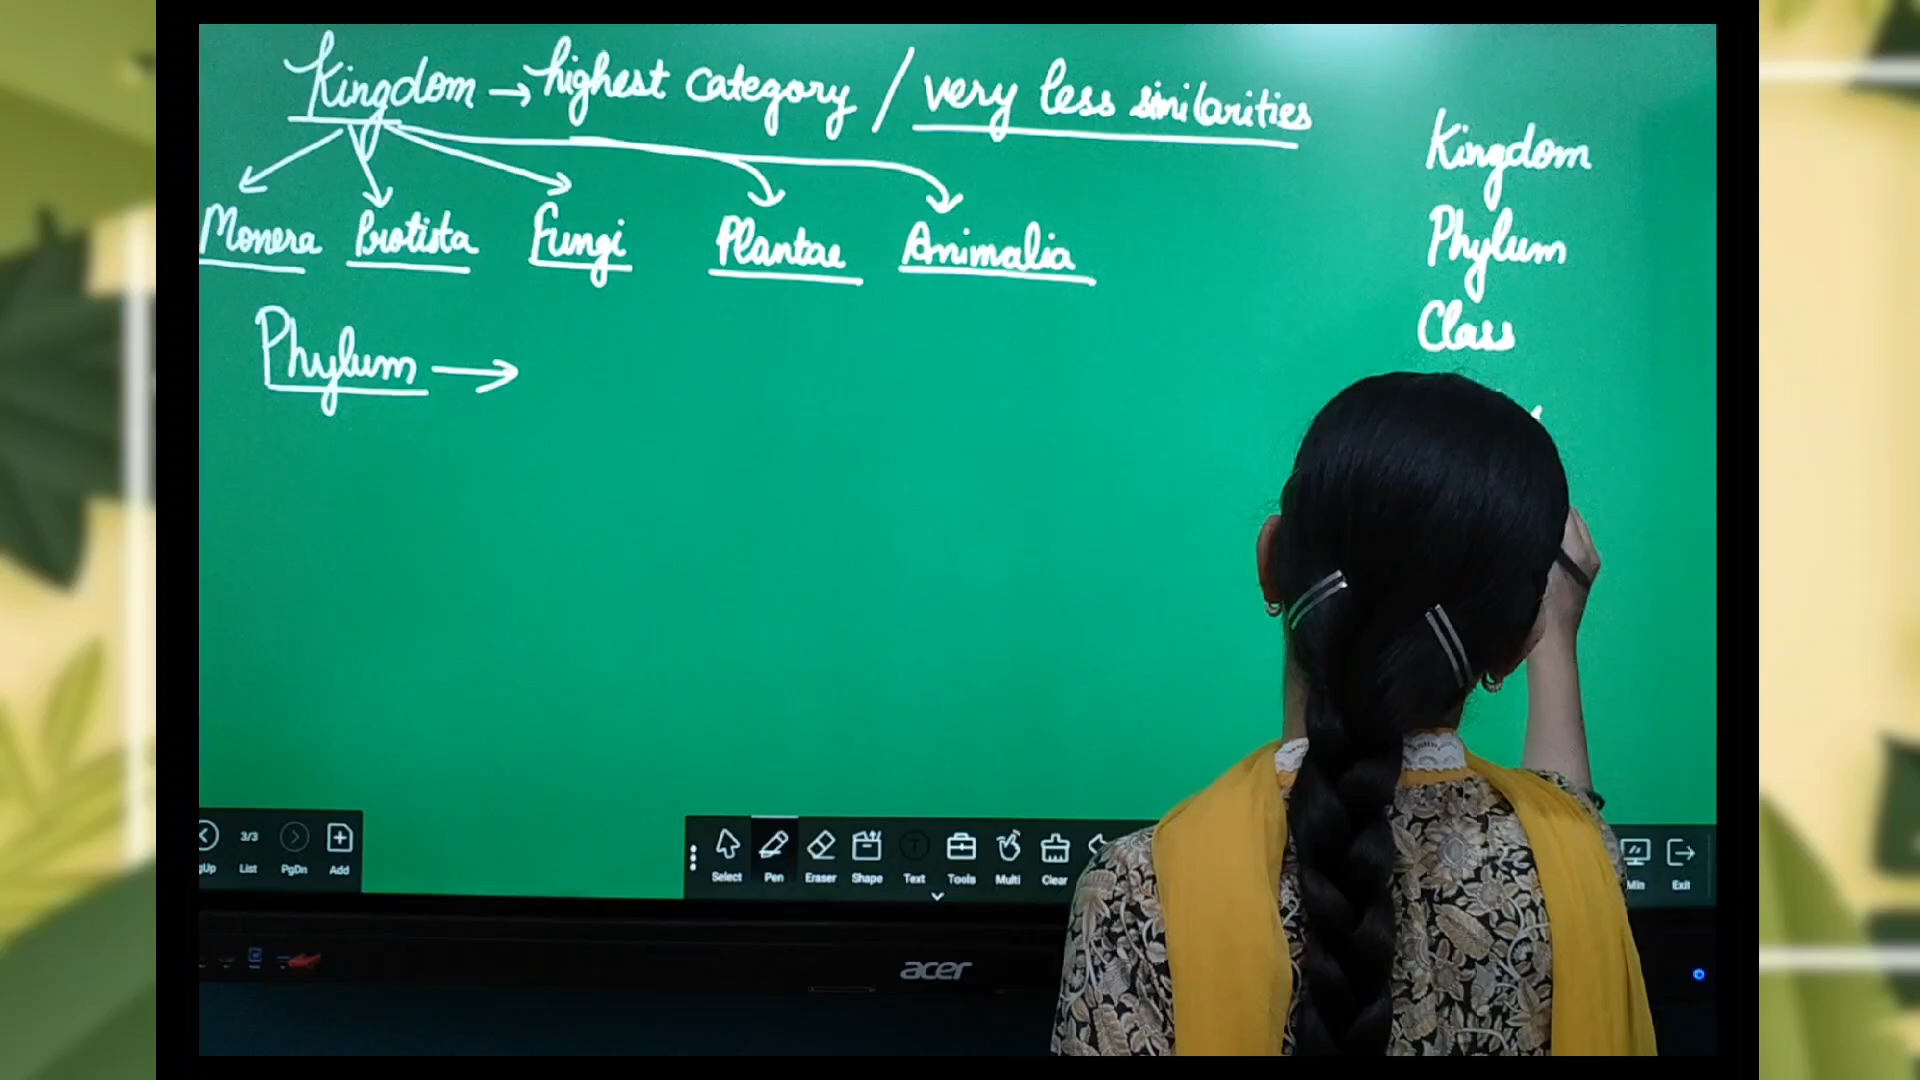 Kingdom → highest category / very less similarities
Monera Protista Fungi Plantae Animalia
Phylum →
Kingdom
Phylum
Class
3/3
List
PgDn
Add
Select
Pen
Eraser
Shape
Text
Tools
Multi
Clear
Min
Exit
acer